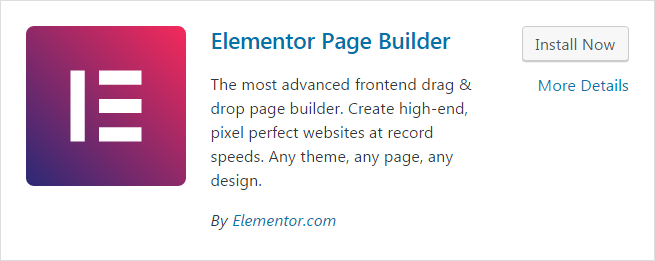 Elementor Page Builder
Install Now
More Details
The most advanced frontend drag &
drop page builder. Create high-end,
pixel perfect websites at record
speeds. Any theme, any page, any
design.
By Elementor.com